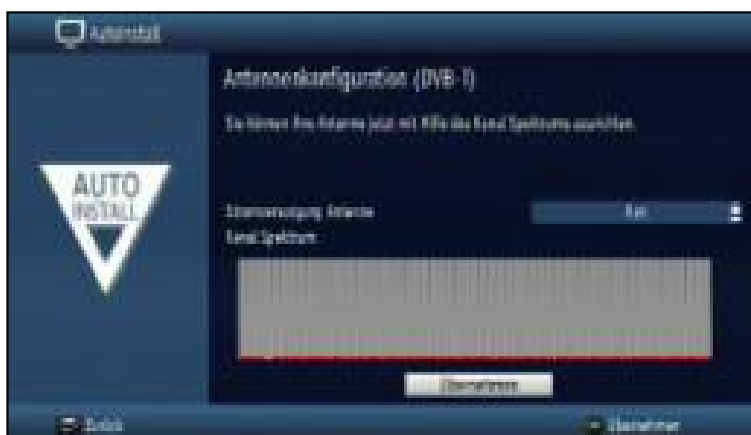 AutoInstall
Antennenkonfiguration (DVB-T)
Sie können Ihre Antenne jetzt mit Hilfe des Kanal Spektrums ausrichten.
AUTO
INSTALL
Stromversorgung Antenne
Kanal Spektrum
Übernehmen
Zurück
Übernehmen